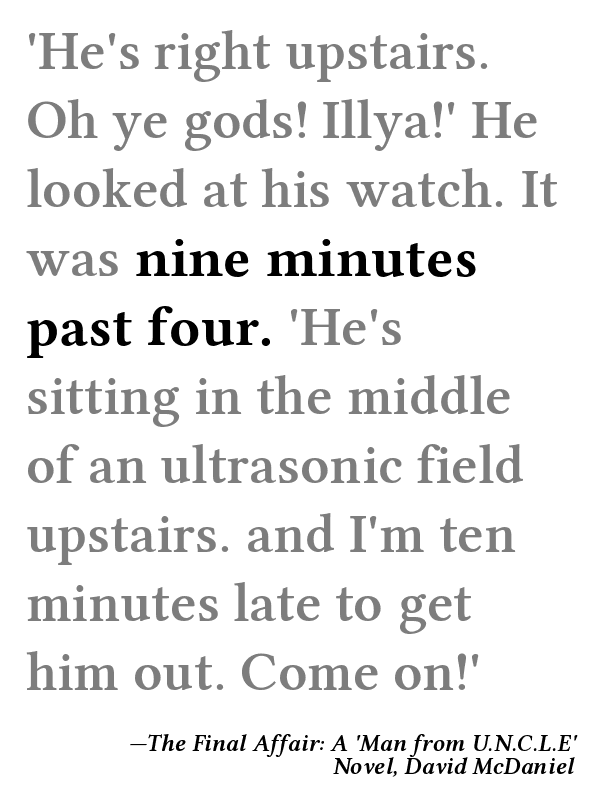 'He's right upstairs.
Oh ye gods! Illya!' He
looked at his watch. It
was nine minutes
past four. 'He's
sitting in the middle
of an ultrasonic field
upstairs. and I'm ten
minutes late to get
him out. Come on!'
—The Final Affair: A 'Man from U.N.C.L.E'
Novel, David McDaniel